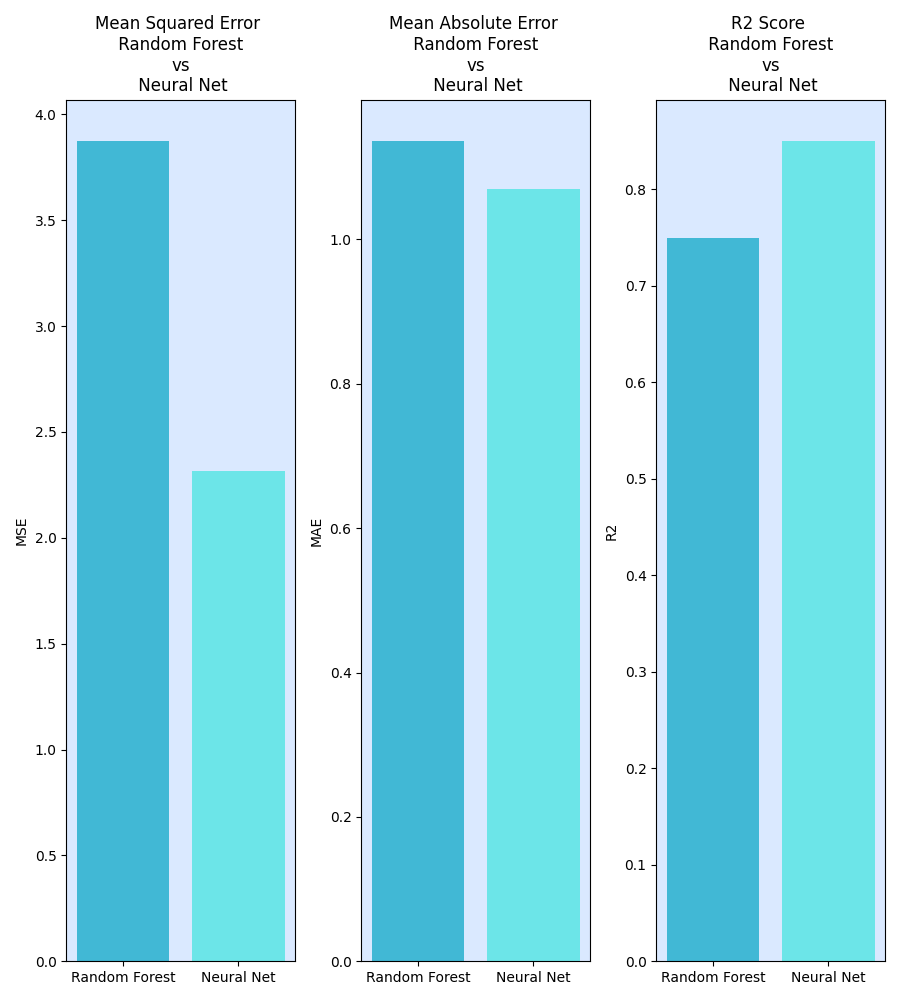 Mean Squared Error
Random Forest
vs
Neural Net
MSE
4.0
3.5
3.0
2.5
2.0
1.5
1.0
0.5
0.0
Random Forest
Neural Net
Mean Absolute Error
Random Forest
vs
Neural Net
MAE
1.0
0.8
0.6
0.4
0.2
0.0
Random Forest
Neural Net
R2 Score
Random Forest
vs
Neural Net
R2
0.8
0.7
0.6
0.5
0.4
0.3
0.2
0.1
0.0
Random Forest
Neural Net